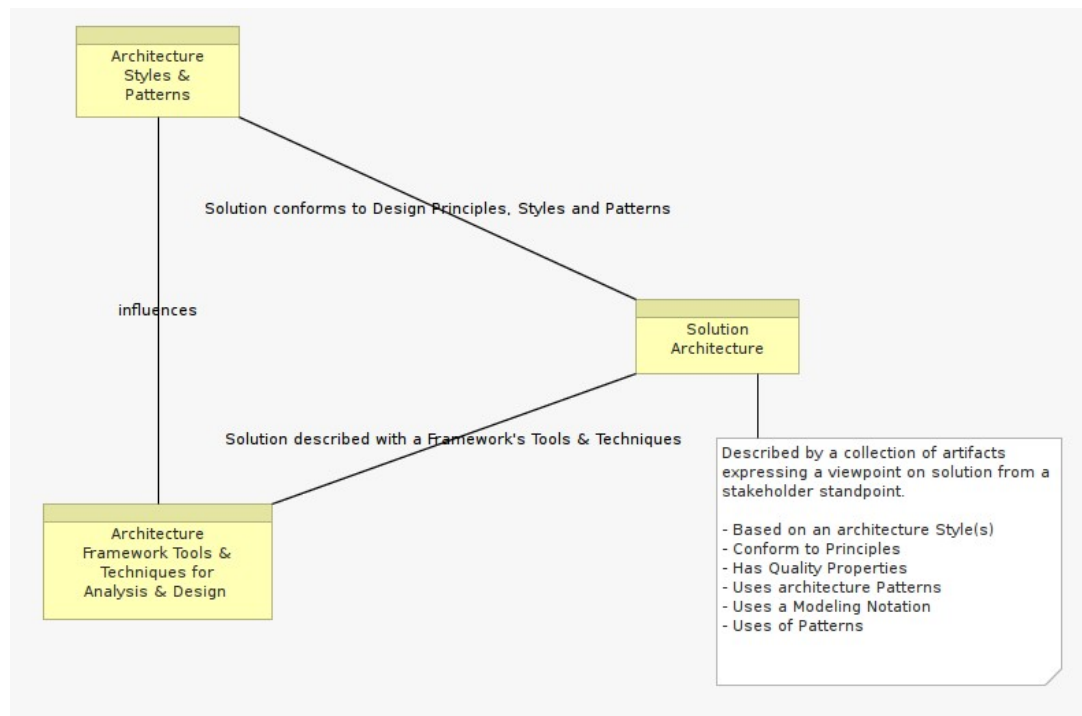 Architecture
Styles &
Patterns
Solution conforms to Design Principles, Styles and Patterns
influences
Solution
Architecture
Solution described with a Framework's Tools & Techniques
Described by a collection of artifacts
expressing a viewpoint on solution from a
stakeholder standpoint.
- Based on an architecture Style(s)
- Conform to Principles
- Has Quality Properties
- Uses architecture Patterns
- Uses a Modeling Notation
- Uses of Patterns
Architecture
Framework Tools &
Techniques for
Analysis & Design